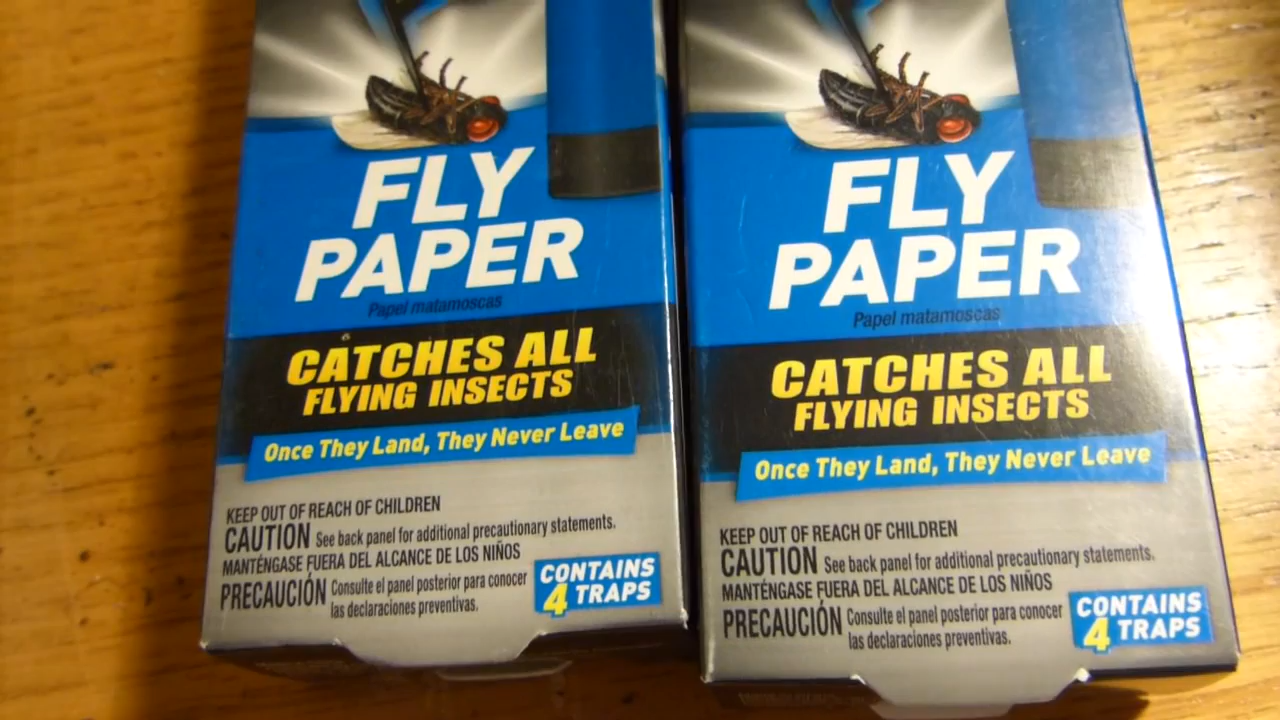 FLY
PAPER
Papel matamoscas
CATCHES ALL
FLYING INSECTS
Once They Land, They Never Leave
KEEP OUT OF REACH OF CHILDREN
CAUTION See back panel for additional precautionary statements.
MANTÉNGASE FUERA DEL ALCANCE DE LOS NIÑOS
PRECAUCIÓN Consulte el panel posterior para conocer
las declaraciones preventivas.
CONTAINS
4 TRAPS
FLY
PAPER
Papel matamoscas
CATCHES ALL
FLYING INSECTS
Once They Land, They Never Leave
KEEP OUT OF REACH OF CHILDREN
CAUTION See back panel for additional precautionary statements.
MANTÉNGASE FUERA DEL ALCANCE DE LOS NIÑOS
PRECAUCIÓN Consulte el panel posterior para conocer
las declaraciones preventivas.
CONTAINS
4 TRAPS